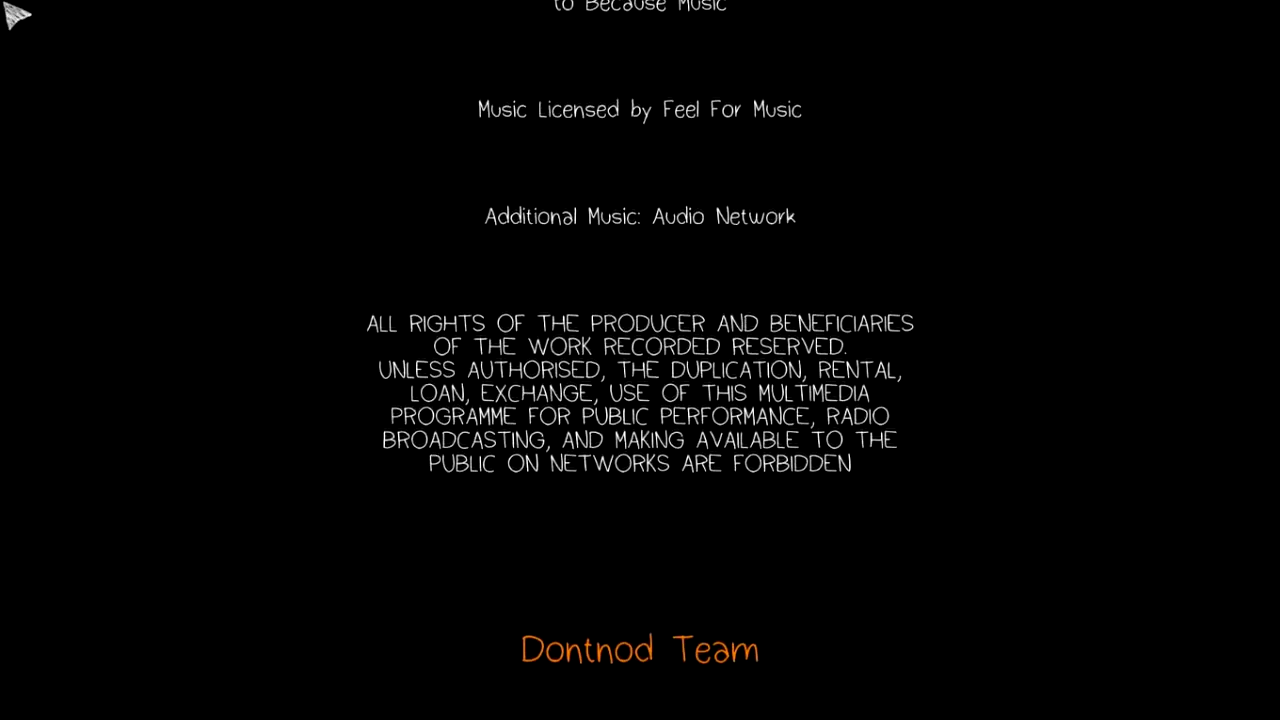 to Because Music
Music Licensed by Feel For Music
Additional Music: Audio Network
ALL RIGHTS OF THE PRODUCER AND BENEFICIARIES
OF THE WORK RECORDED RESERVED.
UNLESS AUTHORISED, THE DUPLICATION, RENTAL,
LOAN, EXCHANGE, USE OF THIS MULTIMEDIA
PROGRAMME FOR PUBLIC PERFORMANCE, RADIO
BROADCASTING, AND MAKING AVAILABLE TO THE
PUBLIC ON NETWORKS ARE FORBIDDEN
Dontnod Team